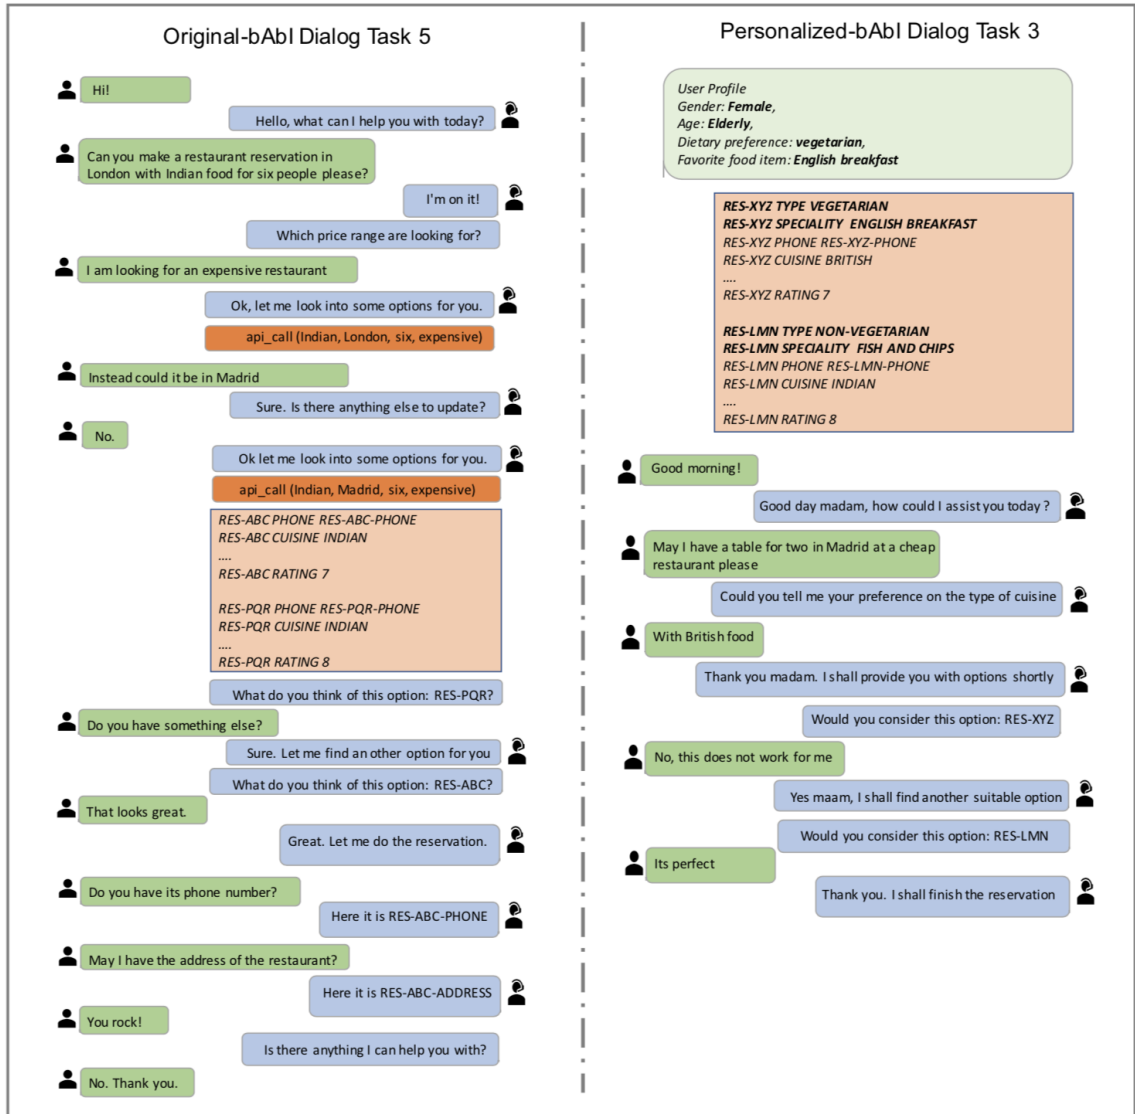 Original-bAbI Dialog Task 5
Hi!
Hello, what can I help you with today?
Can you make a restaurant reservation in
London with Indian food for six people please?
I'm on it!
Which price range are looking for?
I am looking for an expensive restaurant
Ok, let me look into some options for you.
api_call (Indian, London, six, expensive)
Instead could it be in Madrid
Sure. Is there anything else to update?
No.
Ok let me look into some options for you.
api_call (Indian, Madrid, six, expensive)
RES-ABC PHONE RES-ABC-PHONE
RES-ABC CUISINE INDIAN
....
RES-ABC RATING 7
RES-PQR PHONE RES-PQR-PHONE
RES-PQR CUISINE INDIAN
....
RES-PQR RATING 8
What do you think of this option: RES-PQR?
Do you have something else?
Sure. Let me find an other option for you
What do you think of this option: RES-ABC?
That looks great.
Great. Let me do the reservation.
Do you have its phone number?
Here it is RES-ABC-PHONE
May I have the address of the restaurant?
Here it is RES-ABC-ADDRESS
You rock!
Is there anything I can help you with?
No. Thank you.
Personalized-bAbI Dialog Task 3
User Profile
Gender: Female,
Age: Elderly,
Dietary preference: vegetarian,
Favorite food item: English breakfast
RES-XYZ TYPE VEGETARIAN
RES-XYZ SPECIALITY ENGLISH BREAKFAST
RES-XYZ PHONE RES-XYZ-PHONE
RES-XYZ CUISINE BRITISH
....
RES-XYZ RATING 7
RES-LMN TYPE NON-VEGETARIAN
RES-LMN SPECIALITY FISH AND CHIPS
RES-LMN PHONE RES-LMN-PHONE
RES-LMN CUISINE INDIAN
....
RES-LMN RATING 8
Good morning!
Good day madam, how could I assist you today ?
May I have a table for two in Madrid at a cheap
restaurant please
Could you tell me your preference on the type of cuisine
With British food
Thank you madam. I shall provide you with options shortly
Would you consider this option: RES-XYZ
No, this does not work for me
Yes maam, I shall find another suitable option
Would you consider this option: RES-LMN
Its perfect
Thank you. I shall finish the reservation